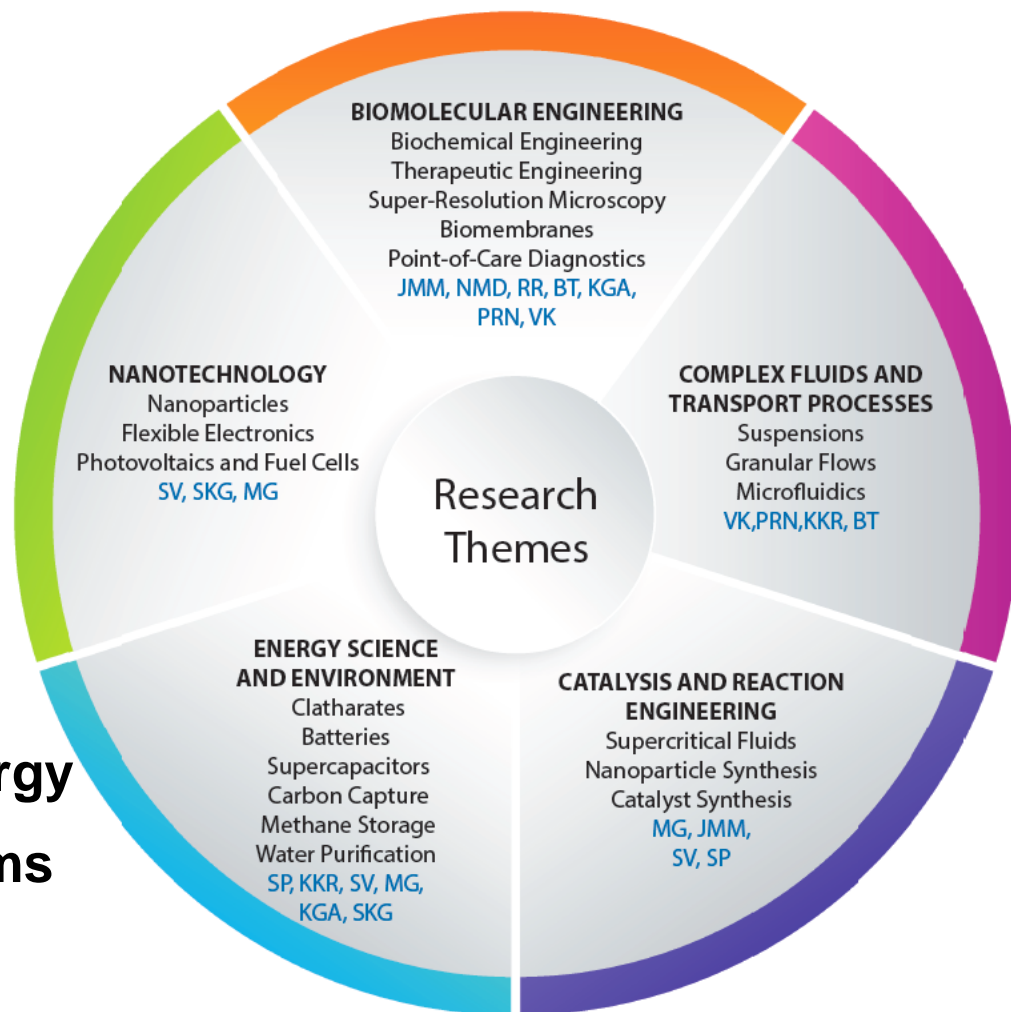 BIOMOLECULAR ENGINEERING
Biochemical Engineering
Therapeutic Engineering
Super-Resolution Microscopy
Biomembranes
Point-of-Care Diagnostics
JMM, NMD, RR, BT, KGA,
PRN, VK
NANOTECHNOLOGY
Nanoparticles
Flexible Electronics
Photovoltaics and Fuel Cells
SV, SKG, MG
COMPLEX FLUIDS AND
TRANSPORT PROCESSES
Suspensions
Granular Flows
Microfluidics
VK,PRN,KKR, BT
Research
Themes
ENERGY SCIENCE
AND ENVIRONMENT
Clatharates
Batteries
Supercapacitors
Carbon Capture
Methane Storage
Water Purification
SP, KKR, SV, MG,
KGA, SKG
CATALYSIS AND REACTION
ENGINEERING
Supercritical Fluids
Nanoparticle Synthesis
Catalyst Synthesis
MG, JMM,
SV, SP
rgy
ms